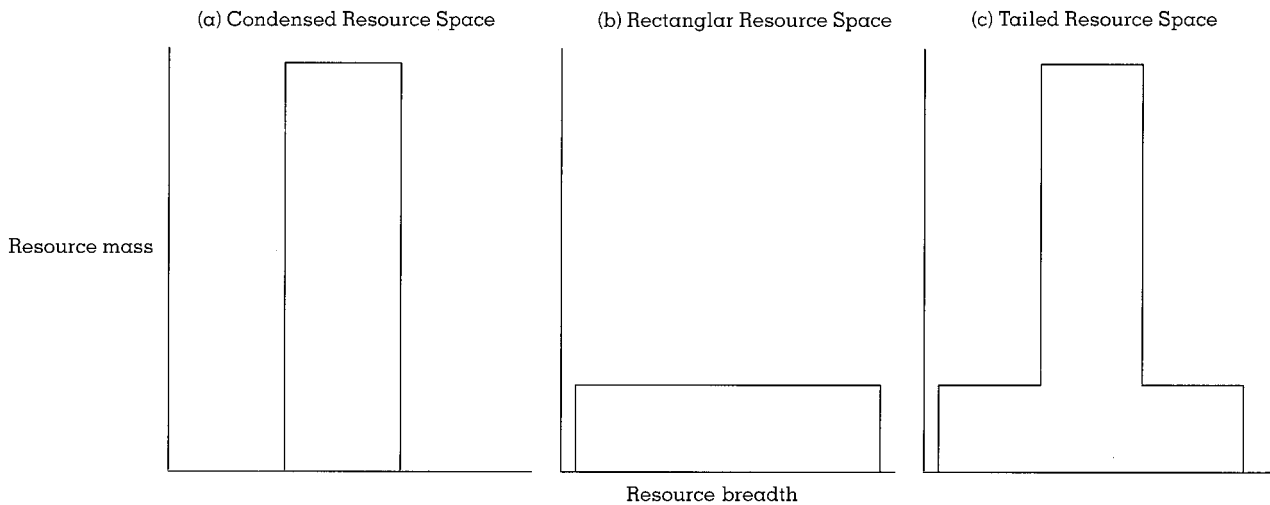 (a) Condensed Resource Space
(b) Rectanglar Resource Space
(c) Tailed Resource Space
Resource mass
Resource breadth